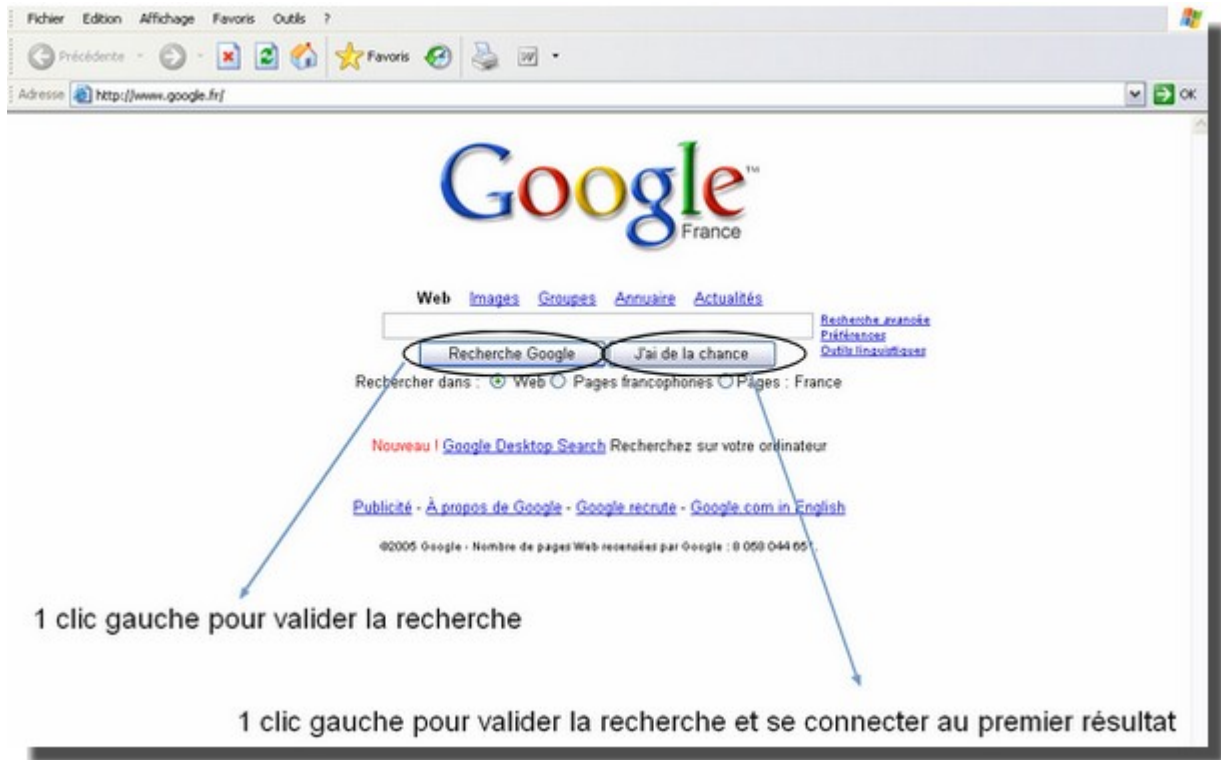 Fichier Edition Affichage Favoris Outils ?
Précédente Favoris
Adresse http://www.google.fr/ OK
Google™
France
Web Images Groupes Annuaire Actualités
Recherche avancée
Préférences
Outils linguistiques
Recherche Google J'ai de la chance
Rechercher dans : Web Pages francophones Pages : France
Nouveau ! Google Desktop Search Recherchez sur votre ordinateur
Publicité - À propos de Google - Google recrute - Google.com in English
©2005 Google - Nombre de pages Web recensées par Google : 8 058 044 651.
1 clic gauche pour valider la recherche
1 clic gauche pour valider la recherche et se connecter au premier résultat